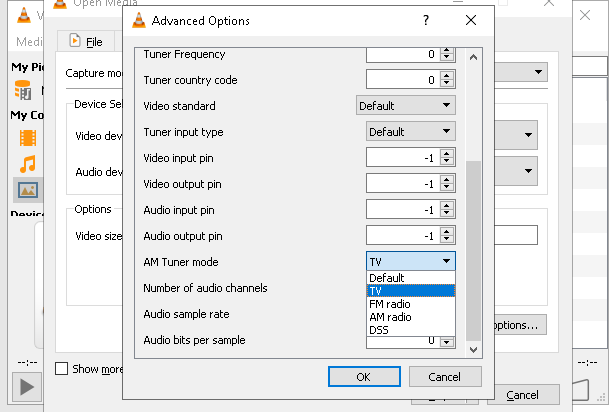 Open Media
Advanced Options
?
Medi
File
My Pi
Capture mo
My Co
Device Sel
Video dev
Audio dev
Device
Options
Video size
Tuner Frequency 0
Tuner country code 0
Video standard Default
Tuner input type Default
Video input pin -1
Video output pin -1
Audio input pin -1
Audio output pin -1
AM Tuner mode TV
Default
TV
Number of audio channels
FM radio
Audio sample rate
AM radio
DSS
Audio bits per sample 0
ptions...
Show more
--:--
--:--
OK
Cancel
Cancel